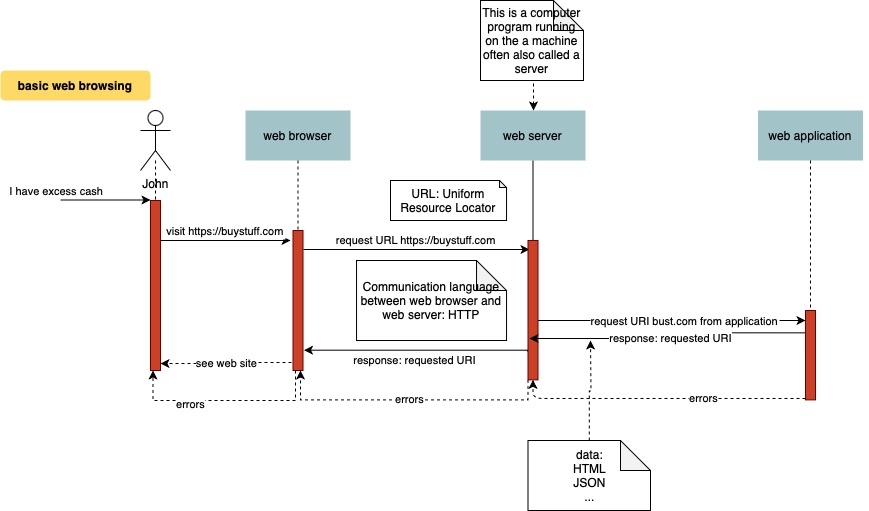 This is a computer
program running
on the a machine
often also called a
server
basic web browsing
web browser
web server
web application
John
I have excess cash
URL: Uniform
Resource Locator
visit https://buystuff.com
request URL https://buystuff.com
Communication language
between web browser and
web server: HTTP
request URI bust.com from application
response: requested URI
response: requested URI
see web site
errors
errors
errors
data:
HTML
JSON
...